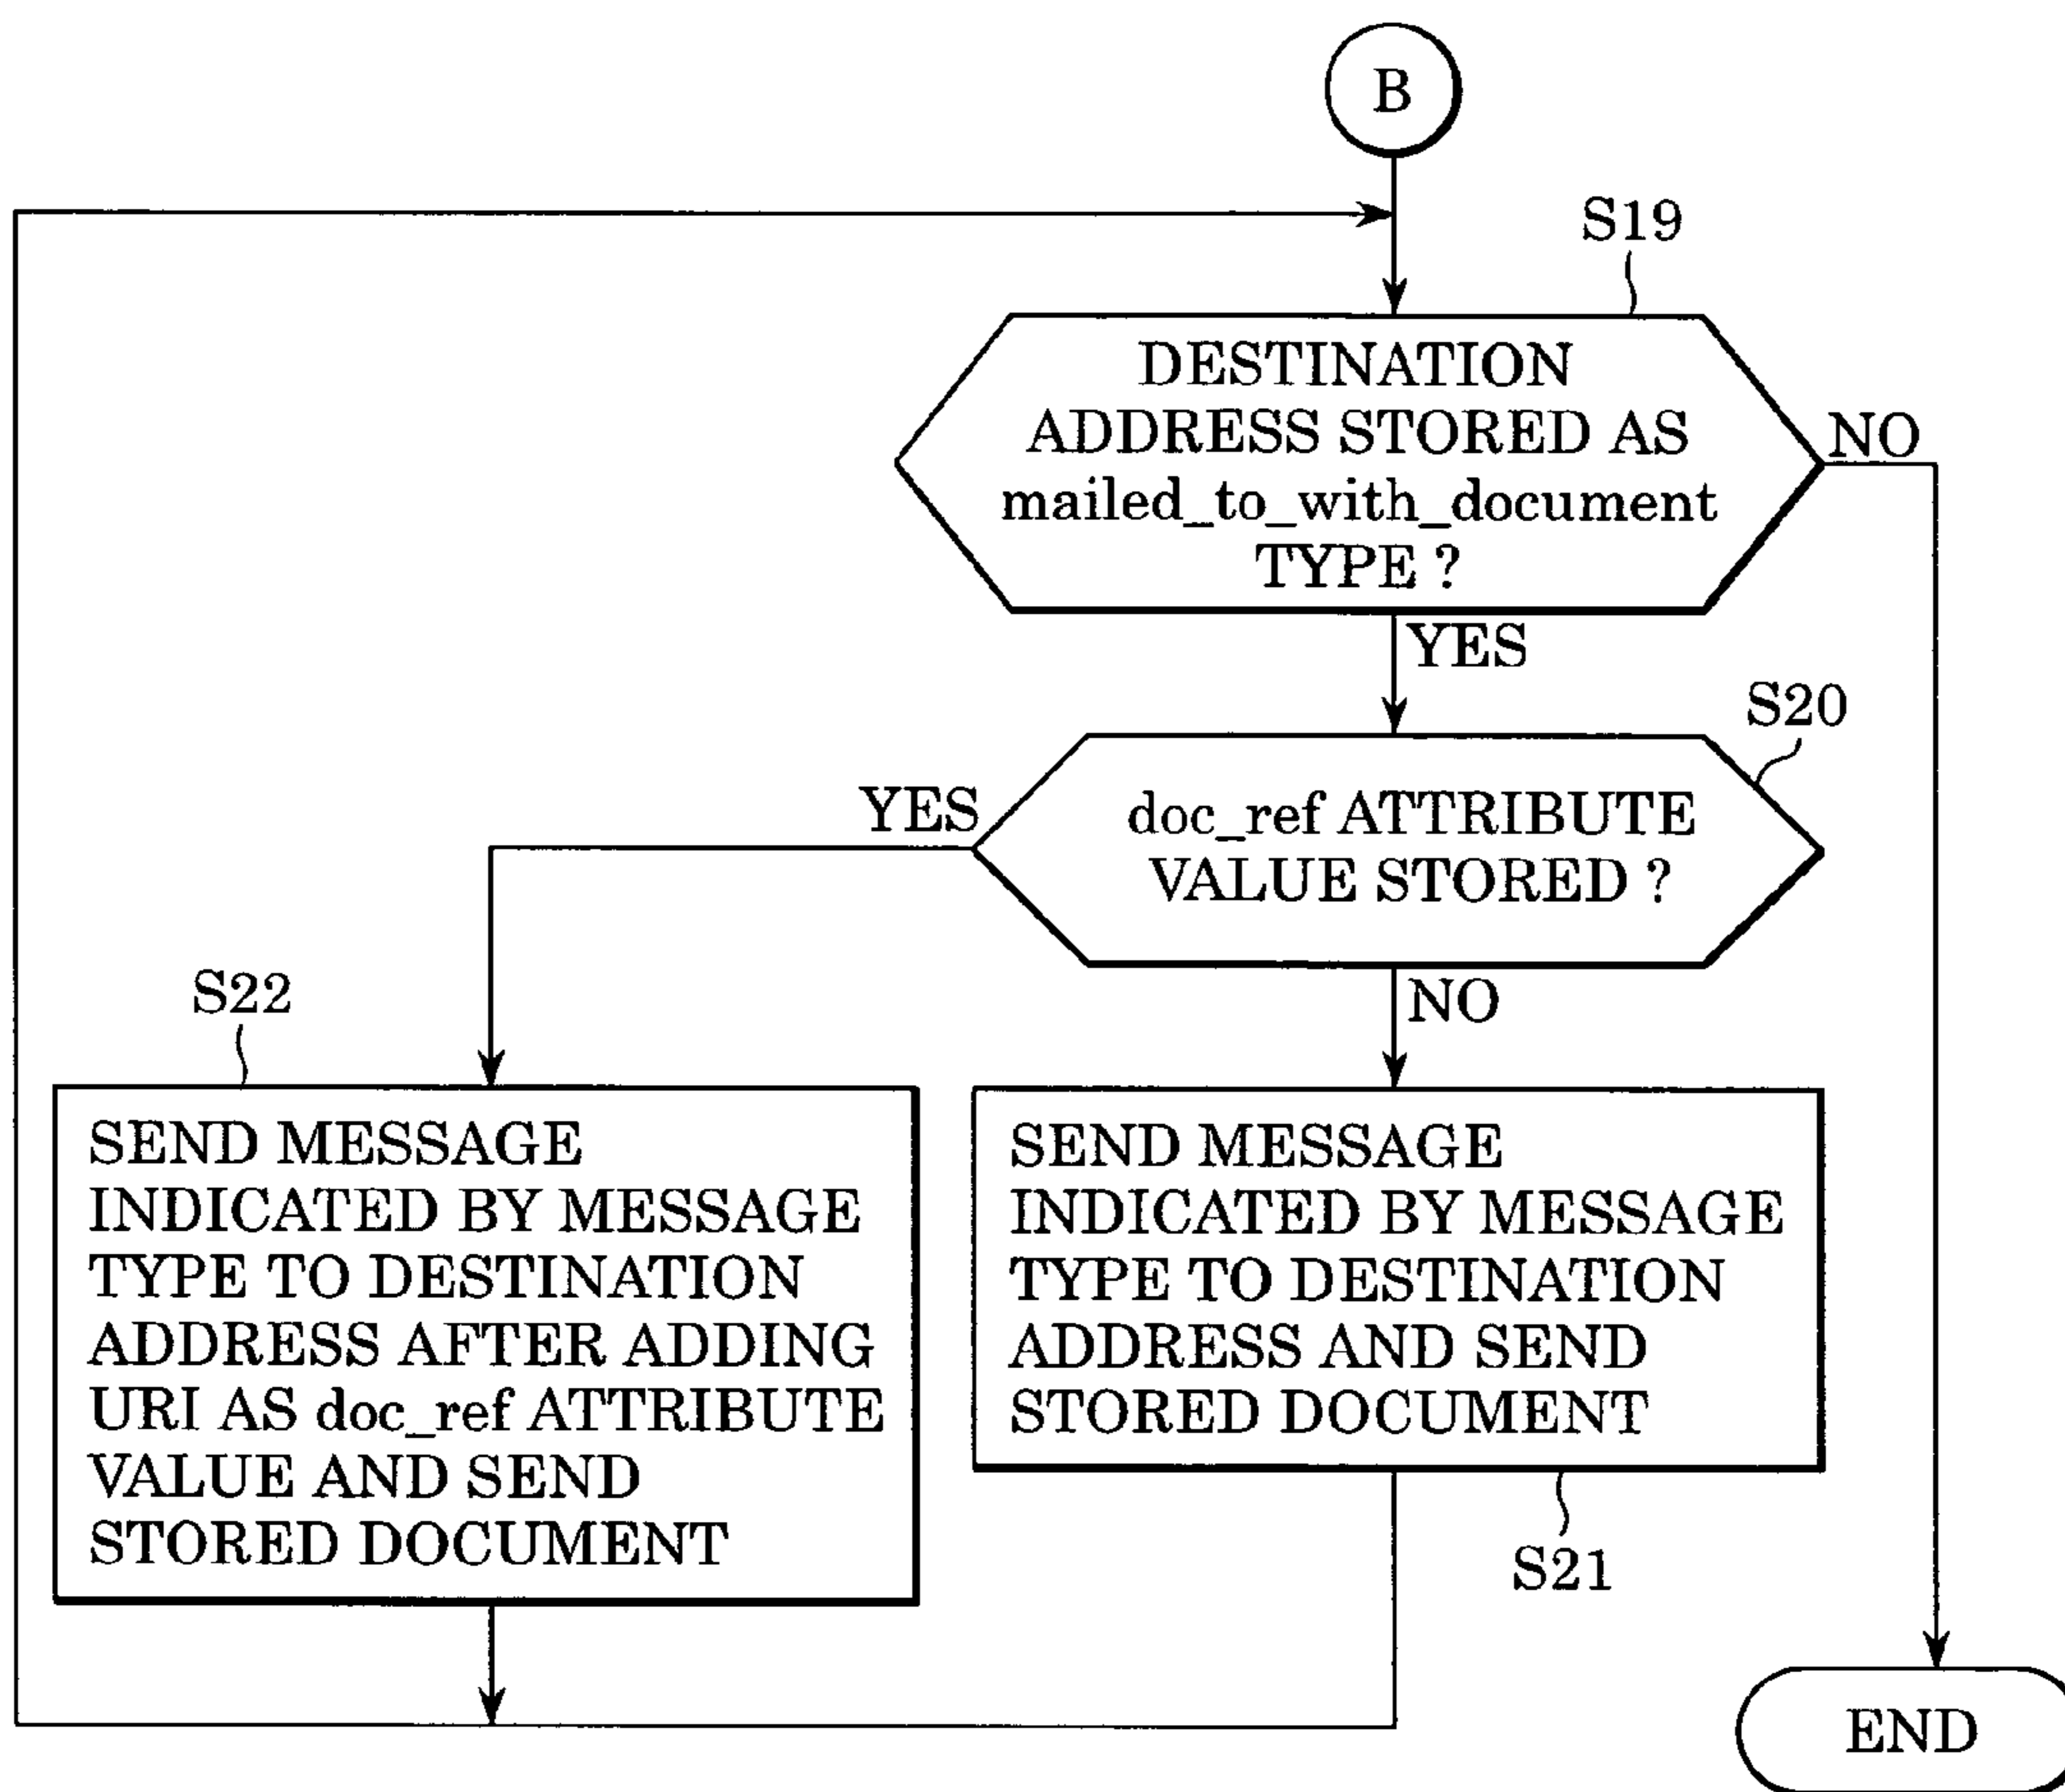 B
S19
DESTINATION
ADDRESS STORED AS
mailed_to_with_document
TYPE ?
NO
YES
S20
YES
doc_ref ATTRIBUTE
VALUE STORED ?
NO
S22
SEND MESSAGE
INDICATED BY MESSAGE
TYPE TO DESTINATION
ADDRESS AFTER ADDING
URI AS doc_ref ATTRIBUTE
VALUE AND SEND
STORED DOCUMENT
SEND MESSAGE
INDICATED BY MESSAGE
TYPE TO DESTINATION
ADDRESS AND SEND
STORED DOCUMENT
S21
END